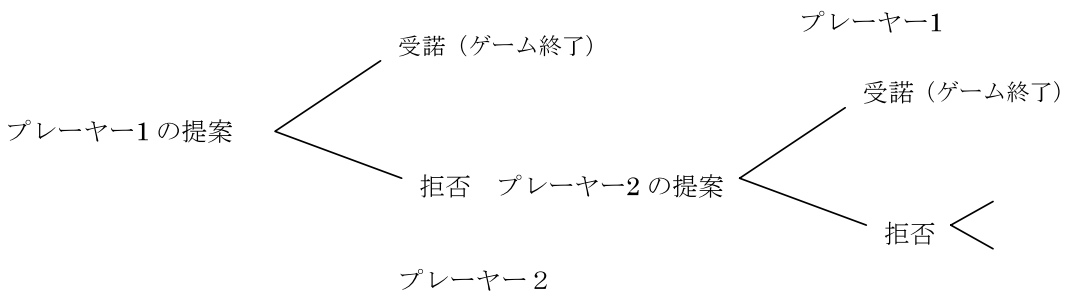 プレーヤー1
受諾（ゲーム終了）
受諾（ゲーム終了）
プレーヤー1 の提案
拒否 プレーヤー2 の提案
拒否
プレーヤー２